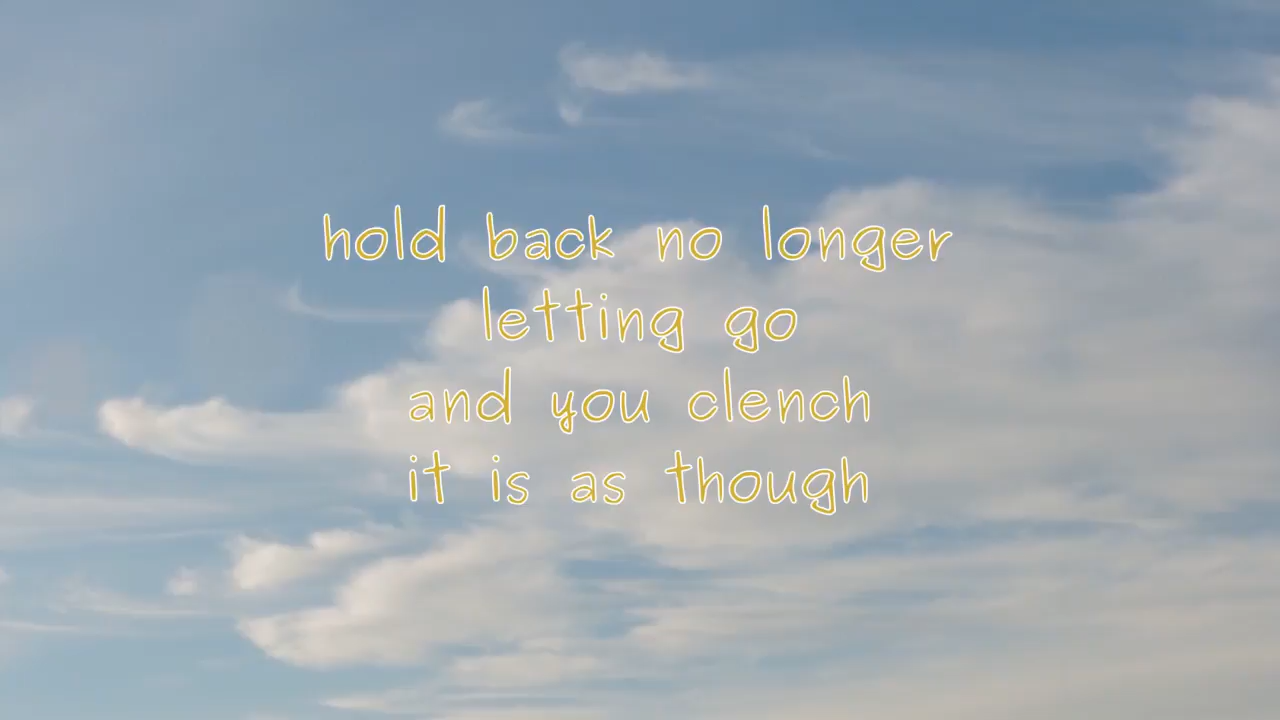 hold back no longer
letting go
and you clench
it is as though